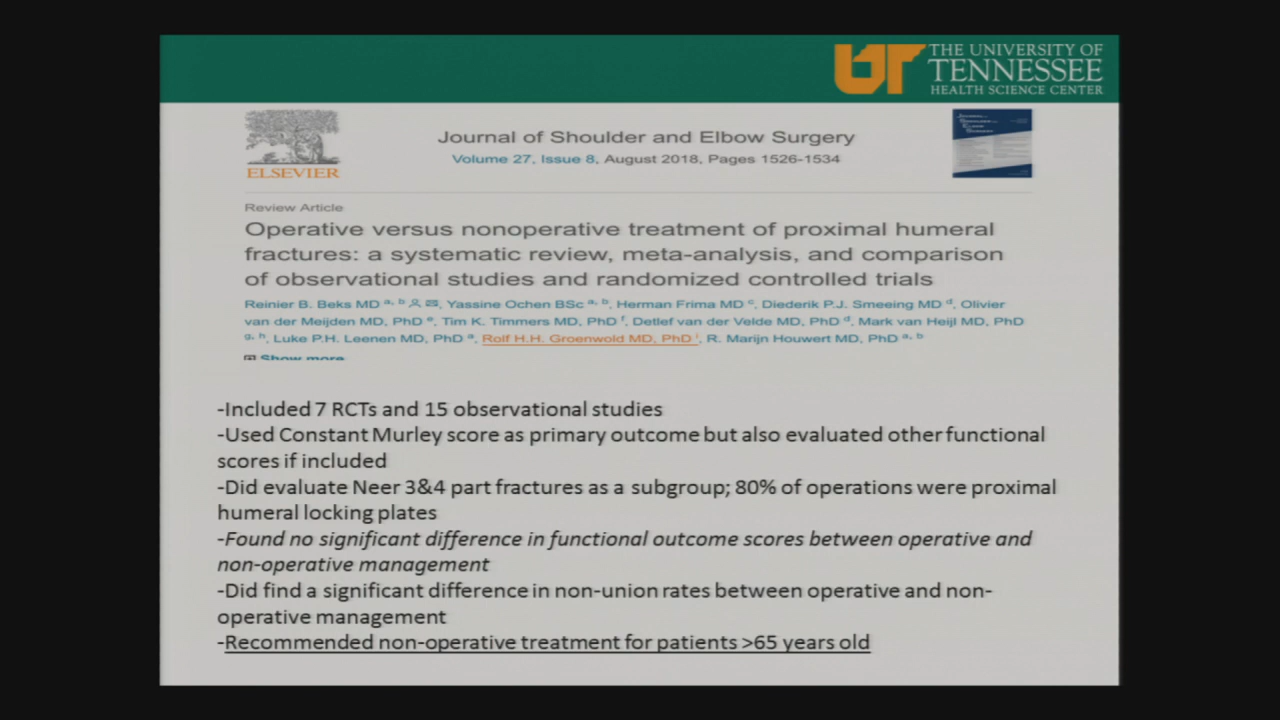 UT THE UNIVERSITY OF
TENNESSEE
HEALTH SCIENCE CENTER
ELSEVIER
Journal of Shoulder and Elbow Surgery
Volume 27, Issue 8, August 2018, Pages 1526-1534
Review Article
Operative versus nonoperative treatment of proximal humeral
fractures: a systematic review, meta-analysis, and comparison
of observational studies and randomized controlled trials
Reinier B. Beks MD a, b, Yassine Ochen BSc a, b, Herman Frima MD c, Diederik P.J. Smeeing MD d, Olivier
van der Meijden MD, PhD e, Tim K. Timmers MD, PhD f, Detlef van der Velde MD, PhD d, Mark van Heijl MD, PhD
g, h, Luke P.H. Leenen MD, PhD a, Rolf H.H. Groenwold MD, PhD i, R. Marijn Houwert MD, PhD a, b
Show more
-Included 7 RCTs and 15 observational studies
-Used Constant Murley score as primary outcome but also evaluated other functional
scores if included
-Did evaluate Neer 3&4 part fractures as a subgroup; 80% of operations were proximal
humeral locking plates
-Found no significant difference in functional outcome scores between operative and
non-operative management
-Did find a significant difference in non-union rates between operative and non-
operative management
-Recommended non-operative treatment for patients >65 years old